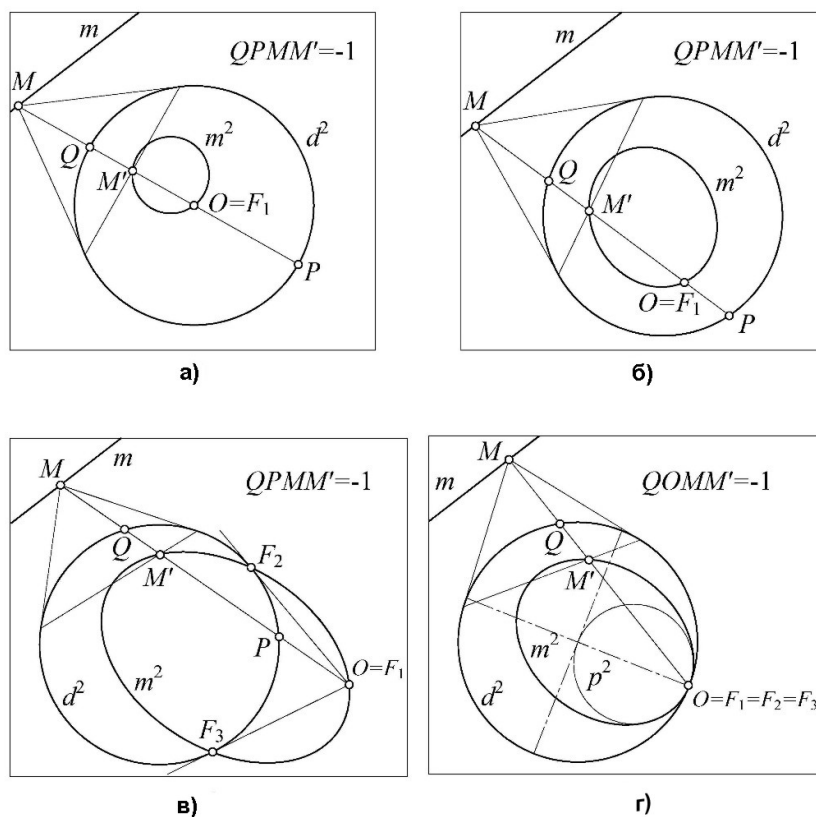 m
QPMM'=-1
M
d²
m²
Q
M'
O=F₁
P
а)
m
QPMM'=-1
M
d²
Q
m²
M'
O=F₁
P
б)
m
M
QPMM'=-1
Q
F₂
M'
P
O=F₁
m²
d²
F₃
в)
M
m
QOMM'=-1
Q
M'
m²
p²
d²
O=F₁=F₂=F₃
г)